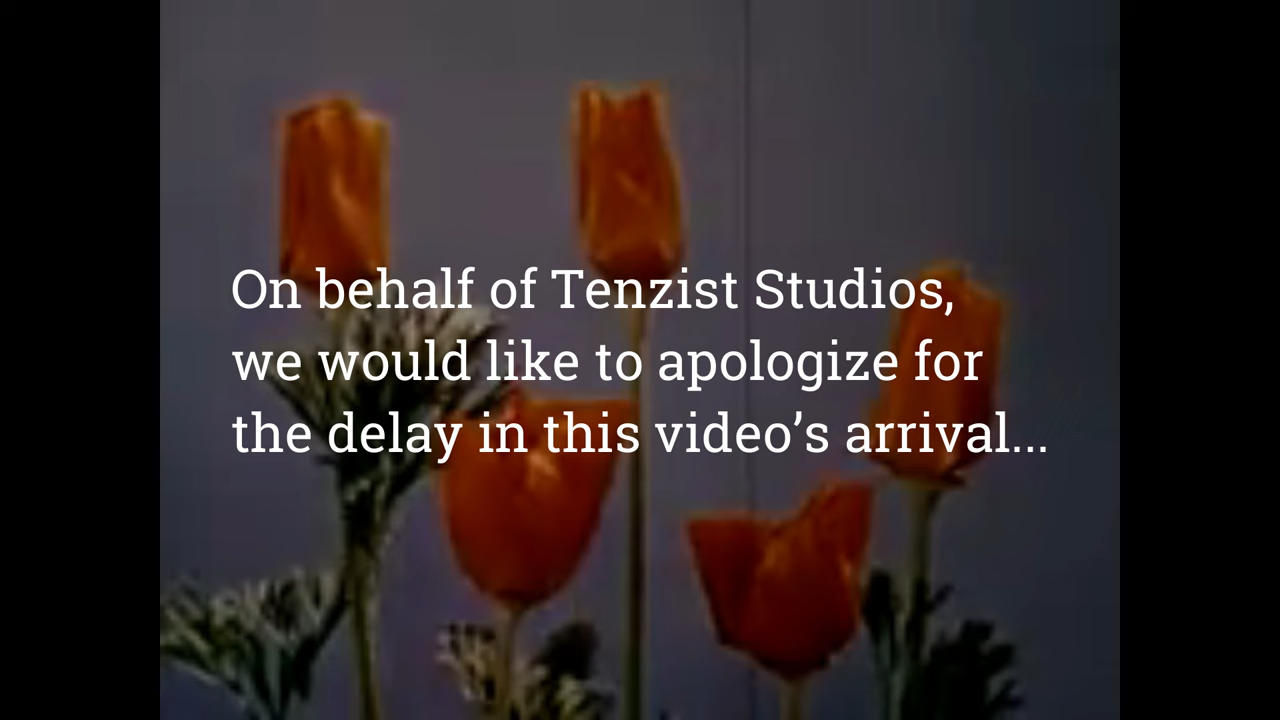 On behalf of Tenzist Studios,
we would like to apologize for
the delay in this video’s arrival...